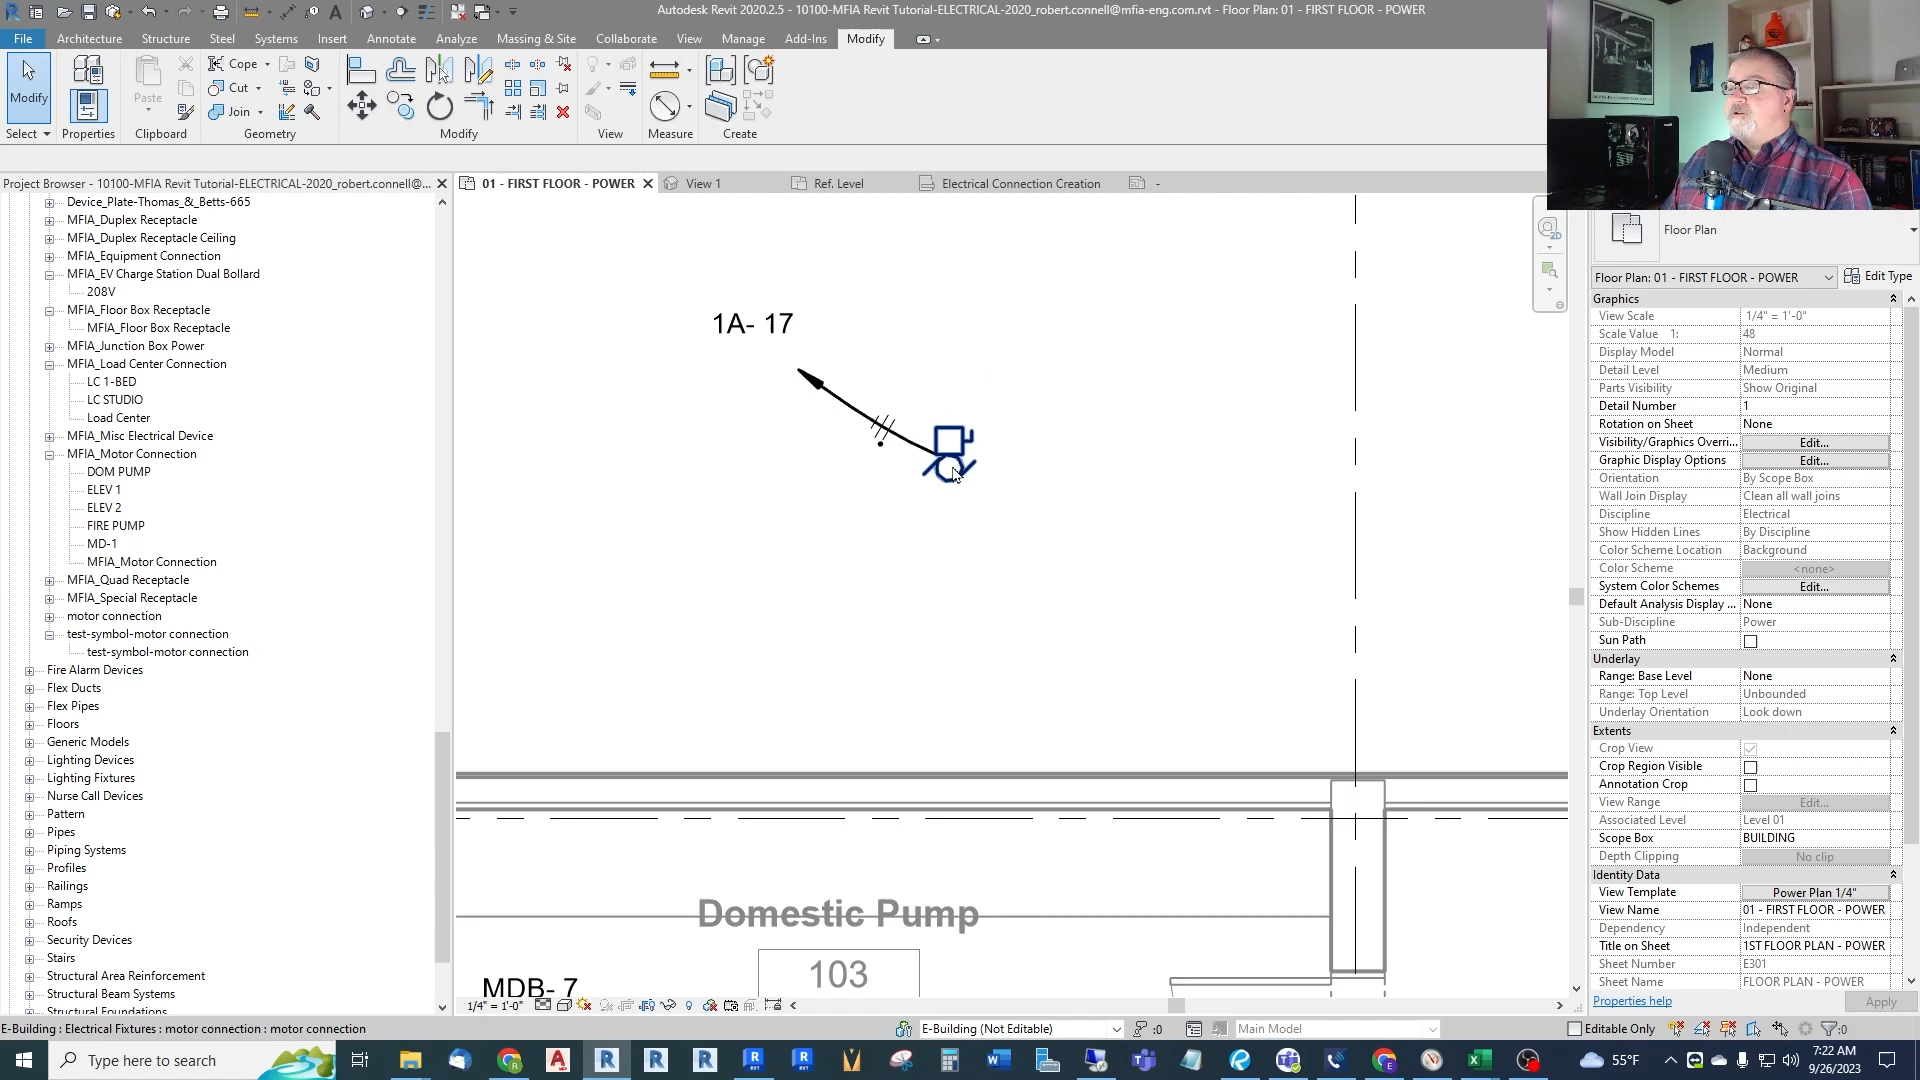 Autodesk Revit 2020.2.5 - 10100-MFIA Revit Tutorial-ELECTRICAL-2020_robert.connell@mfia-eng.com.rvt - Floor Plan: 01 - FIRST FLOOR - POWER
File Architecture Structure Steel Systems Insert Annotate Analyze Massing & Site Collaborate View Manage Add-Ins Modify
Modify Paste Cope Cut Join
Select Properties Clipboard Geometry Modify View Measure Create
Project Browser - 10100-MFIA Revit Tutorial-ELECTRICAL-2020_robert.connell@...
01 - FIRST FLOOR - POWER View 1 Ref. Level Electrical Connection Creation -
Device_Plate-Thomas_&_Betts-665
MFIA_Duplex Receptacle
MFIA_Duplex Receptacle Ceiling
MFIA_Equipment Connection
MFIA_EV Charge Station Dual Bollard
208V
MFIA_Floor Box Receptacle
MFIA_Floor Box Receptacle
MFIA_Junction Box Power
MFIA_Load Center Connection
LC 1-BED
LC STUDIO
Load Center
MFIA_Misc Electrical Device
MFIA_Motor Connection
DOM PUMP
ELEV 1
ELEV 2
FIRE PUMP
MD-1
MFIA_Motor Connection
MFIA_Quad Receptacle
MFIA_Special Receptacle
motor connection
test-symbol-motor connection
test-symbol-motor connection
Fire Alarm Devices
Flex Ducts
Flex Pipes
Floors
Generic Models
Lighting Devices
Lighting Fixtures
Nurse Call Devices
Pattern
Pipes
Piping Systems
Profiles
Railings
Ramps
Roofs
Security Devices
Stairs
Structural Area Reinforcement
Structural Beam Systems
Structural Foundations
1A- 17
Domestic Pump
103
MDB- 7
1/4" = 1'-0"
2D
Floor Plan
Floor Plan: 01 - FIRST FLOOR - POWER Edit Type
Graphics
View Scale 1/4" = 1'-0"
Scale Value 1: 48
Display Model Normal
Detail Level Medium
Parts Visibility Show Original
Detail Number 1
Rotation on Sheet None
Visibility/Graphics Overri... Edit...
Graphic Display Options Edit...
Orientation By Scope Box
Wall Join Display Clean all wall joins
Discipline Electrical
Show Hidden Lines By Discipline
Color Scheme Location Background
Color Scheme <none>
System Color Schemes Edit...
Default Analysis Display ... None
Sub-Discipline Power
Sun Path
Underlay
Range: Base Level None
Range: Top Level Unbounded
Underlay Orientation Look down
Extents
Crop View
Crop Region Visible
Annotation Crop
View Range Edit...
Associated Level Level 01
Scope Box BUILDING
Depth Clipping No clip
Identity Data
View Template Power Plan 1/4"
View Name 01 - FIRST FLOOR - POWER
Dependency Independent
Title on Sheet 1ST FLOOR PLAN - POWER
Sheet Number E301
Sheet Name FLOOR PLAN - POWER
Properties help Apply
E-Building : Electrical Fixtures : motor connection : motor connection
E-Building (Not Editable) :0 Main Model Editable Only :0
Type here to search
55°F
7:22 AM
9/26/2023